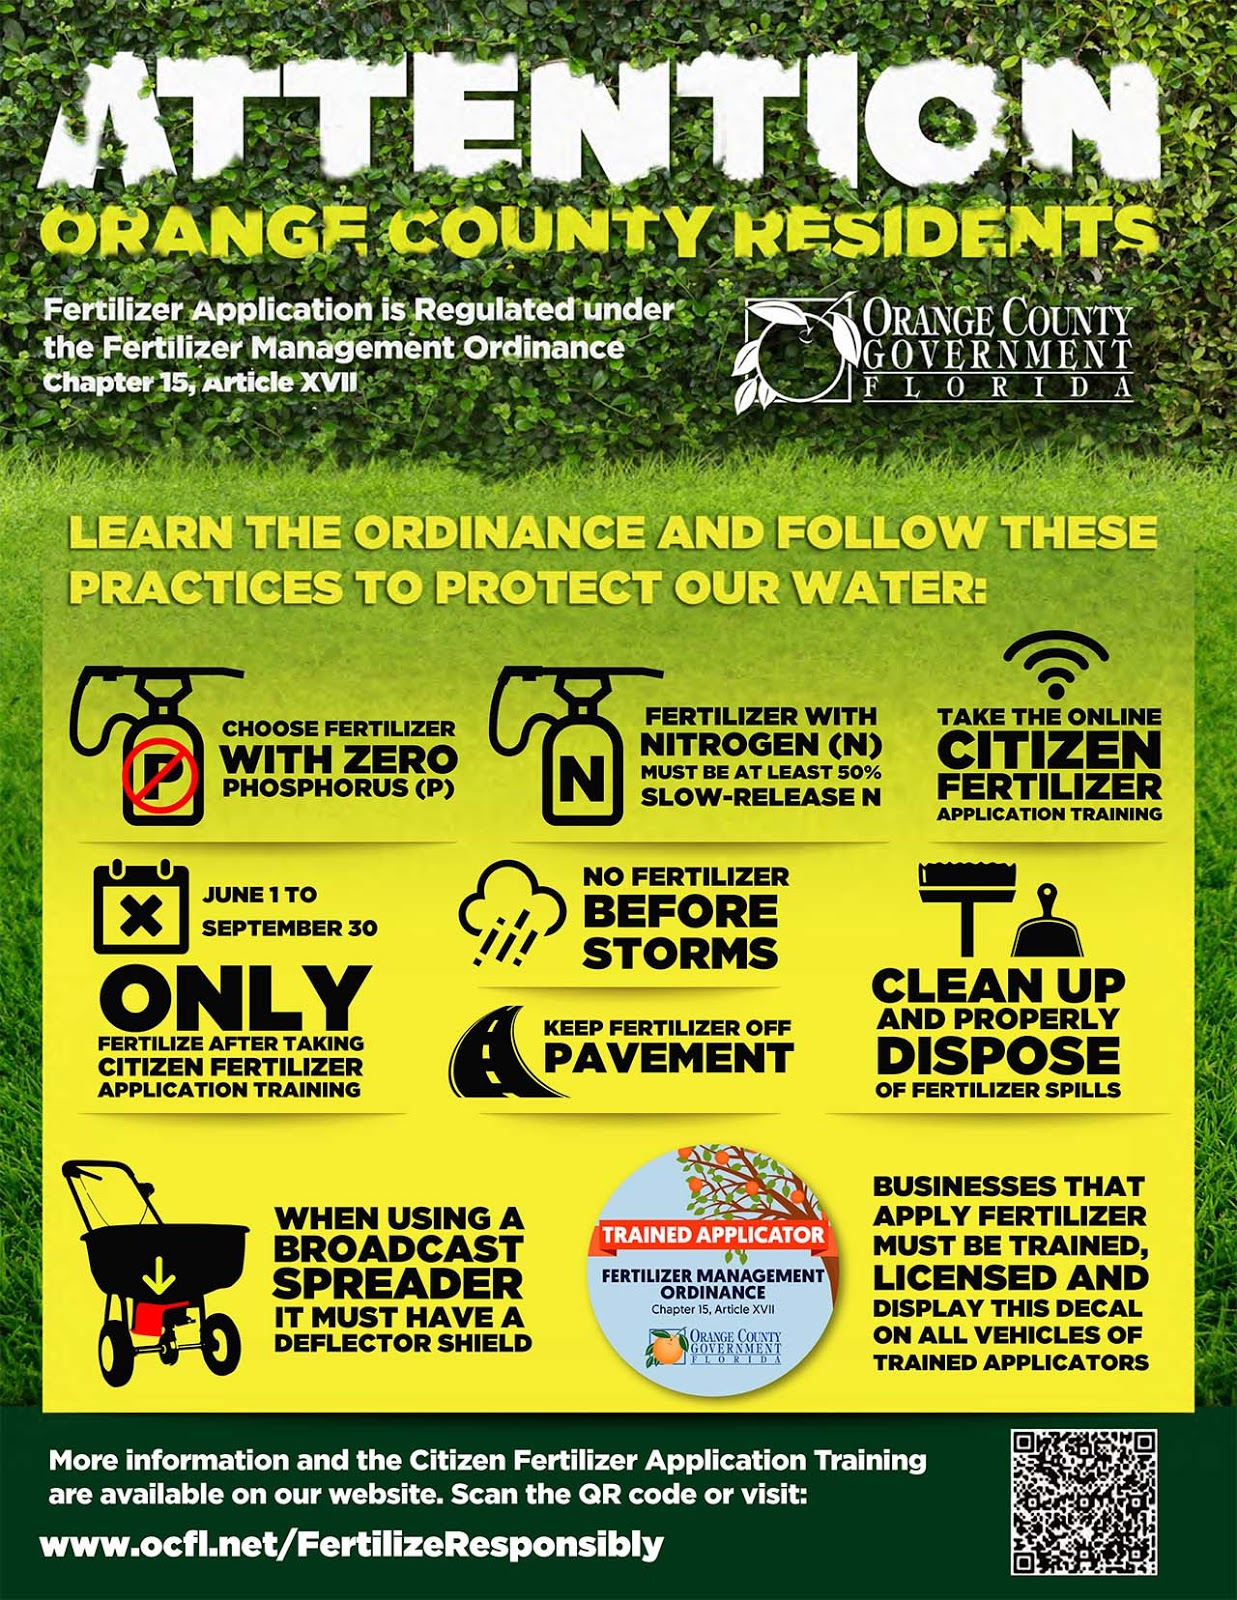 ATTENTION
ORANGE COUNTY RESIDENTS
Fertilizer Application is Regulated under
the Fertilizer Management Ordinance
Chapter 15, Article XVII
ORANGE COUNTY
GOVERNMENT
FLORIDA
LEARN THE ORDINANCE AND FOLLOW THESE
PRACTICES TO PROTECT OUR WATER:
P
CHOOSE FERTILIZER
WITH ZERO
PHOSPHORUS (P)
N
FERTILIZER WITH
NITROGEN (N)
MUST BE AT LEAST 50%
SLOW-RELEASE N
TAKE THE ONLINE
CITIZEN
FERTILIZER
APPLICATION TRAINING
JUNE 1 TO
SEPTEMBER 30
ONLY
FERTILIZE AFTER TAKING
CITIZEN FERTILIZER
APPLICATION TRAINING
NO FERTILIZER
BEFORE
STORMS
KEEP FERTILIZER OFF
PAVEMENT
CLEAN UP
AND PROPERLY
DISPOSE
OF FERTILIZER SPILLS
WHEN USING A
BROADCAST
SPREADER
IT MUST HAVE A
DEFLECTOR SHIELD
TRAINED APPLICATOR
FERTILIZER MANAGEMENT
ORDINANCE
Chapter 15, Article XVII
ORANGE COUNTY
GOVERNMENT
FLORIDA
BUSINESSES THAT
APPLY FERTILIZER
MUST BE TRAINED,
LICENSED AND
DISPLAY THIS DECAL
ON ALL VEHICLES OF
TRAINED APPLICATORS
More information and the Citizen Fertilizer Application Training
are available on our website. Scan the QR code or visit:
www.ocfl.net/FertilizeResponsibly